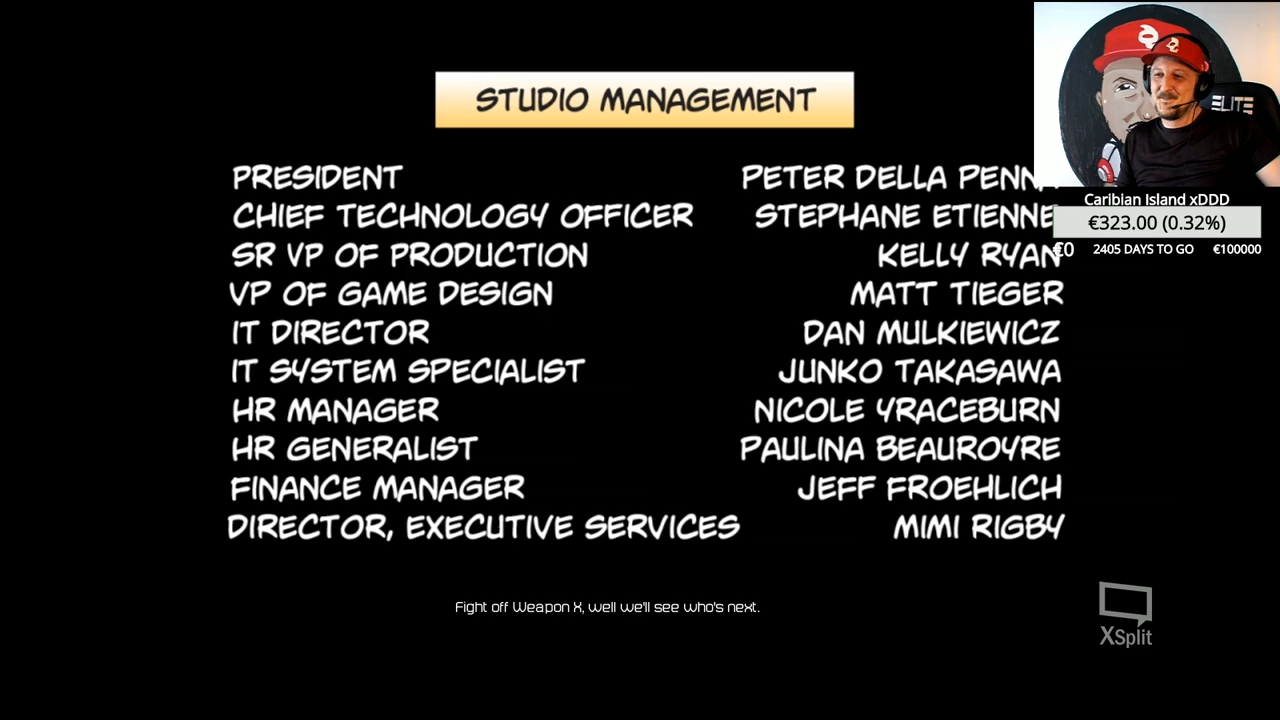 STUDIO MANAGEMENT
PRESIDENT PETER DELLA PENNA
CHIEF TECHNOLOGY OFFICER STEPHANE ETIENNE
SR VP OF PRODUCTION KELLY RYAN
VP OF GAME DESIGN MATT TIEGER
IT DIRECTOR DAN MULKIEWICZ
IT SYSTEM SPECIALIST JUNKO TAKASAWA
HR MANAGER NICOLE YRACEBURN
HR GENERALIST PAULINA BEAUROYRE
FINANCE MANAGER JEFF FROEHLICH
DIRECTOR, EXECUTIVE SERVICES MIMI RIGBY
Fight off Weapon X, well we'll see who's next.
ELITE
Caribian Island xDDD
€323.00 (0.32%)
€0 2405 DAYS TO GO €100000
XSplit